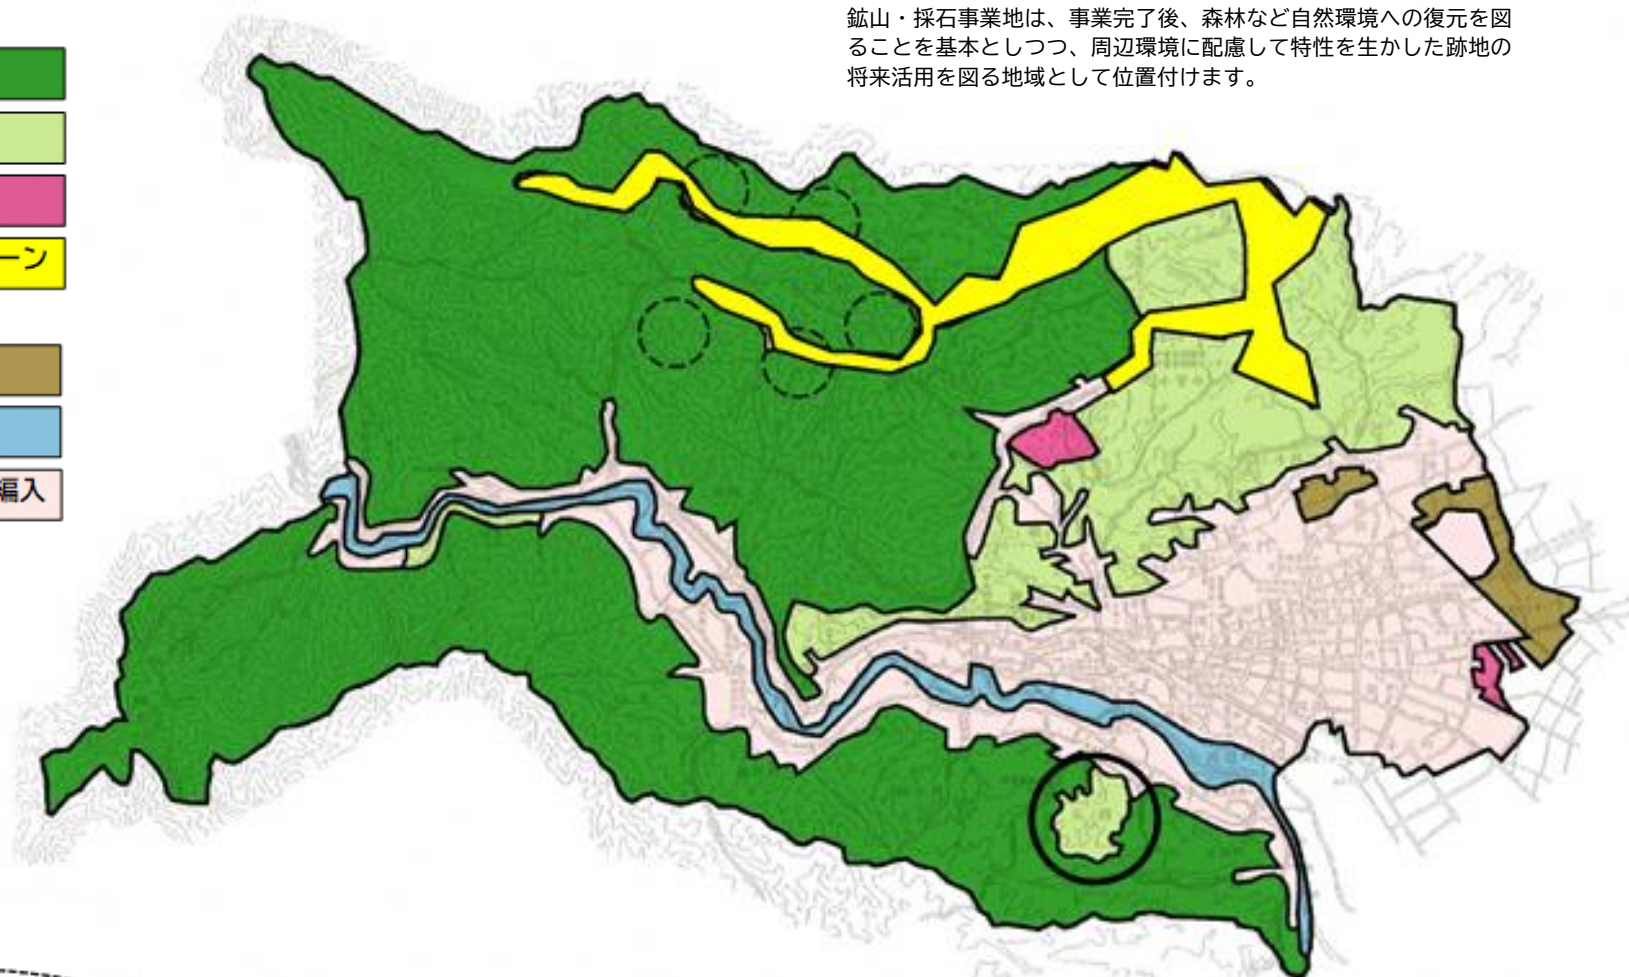 鉱山・採石事業地は、事業完了後、森林など自然環境への復元を図
ることを基本としつつ、周辺環境に配慮して特性を生かした跡地の
将来活用を図る地域として位置付けます。
ーン
編入